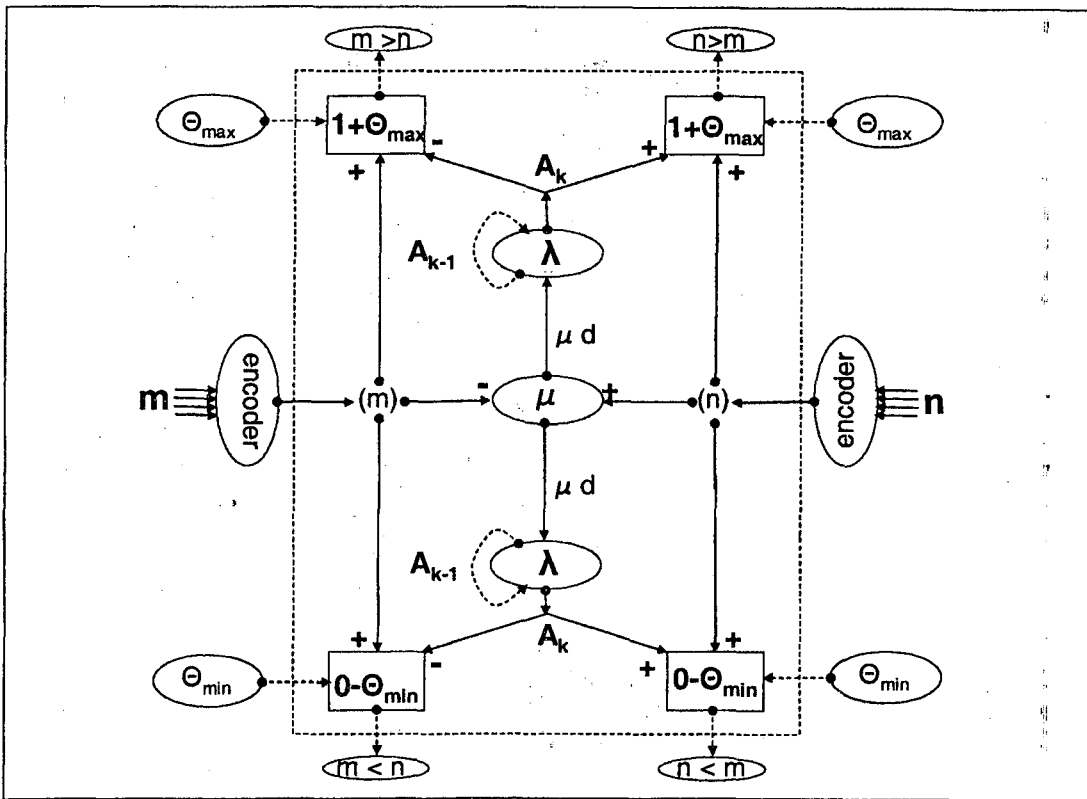 m >n
n>m
Θmax
1+Θmax
1+Θmax
Θmax
-
+
+
Ak
+
λ
Ak-1
μ d
m
encoder
(m)
-
μ
+
(n)
encoder
n
μ d
λ
Ak-1
Ak
+
-
+
+
Θmin
0-Θmin
0-Θmin
Θmin
m < n
n < m